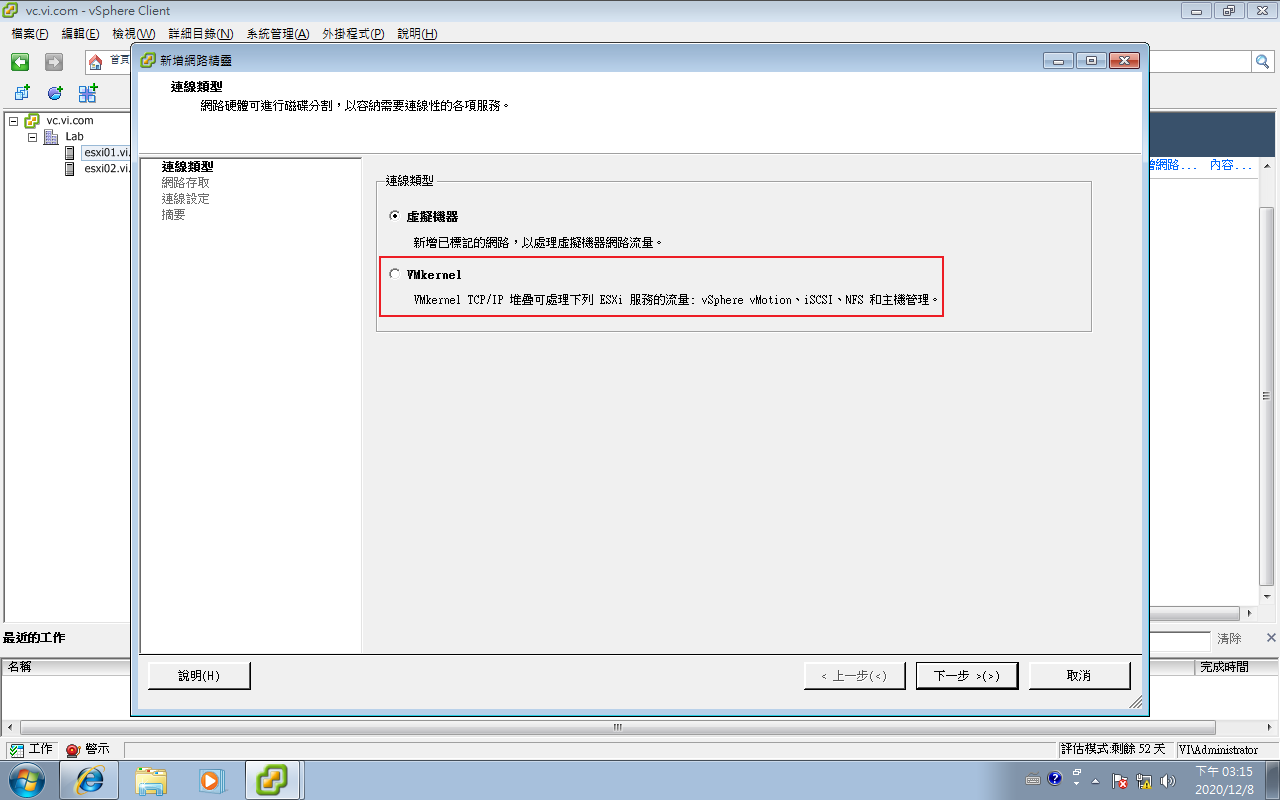 vc.vi.com - vSphere Client
檔案(F) 編輯(E) 檢視(W) 詳細目錄(N) 系統管理(A) 外掛程式(P) 說明(H)
首頁
新增網路精靈
連線類型
網路硬體可進行磁碟分割，以容納需要連線性的各項服務。
vc.vi.com
Lab
esxi01.vi.
esxi02.vi.
連線類型
網路存取
連線設定
摘要
連線類型
虛擬機器
新增已標記的網路，以處理虛擬機器網路流量。
VMkernel
VMkernel TCP/IP 堆疊可處理下列 ESXi 服務的流量: vSphere vMotion、iSCSI、NFS 和主機管理。
網路... 內容...
說明(H)
< 上一步(<)
下一步 >(>)
取消
最近的工作
清除
名稱
完成時間
工作 警示
評估模式:剩餘 52 天
VI\Administrator
下午 03:15
2020/12/8